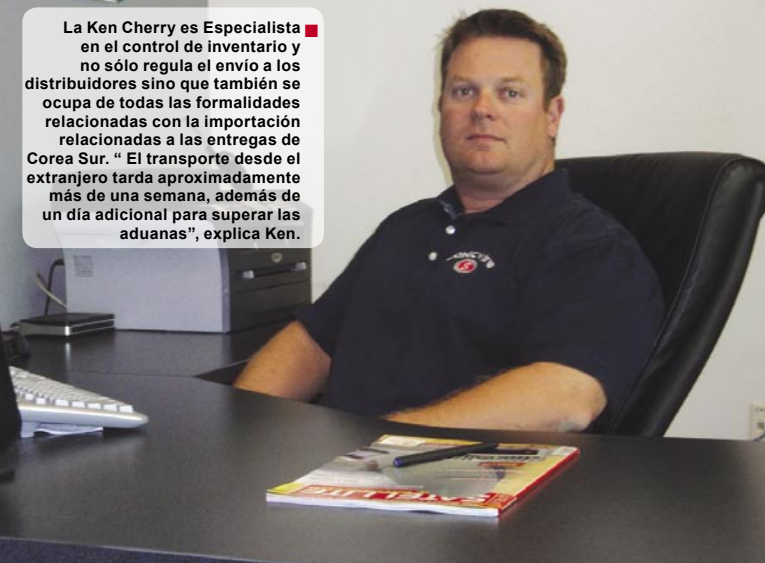 La Ken Cherry es Especialista
en el control de inventario y
no sólo regula el envío a los
distribuidores sino que también se
ocupa de todas las formalidades
relacionadas con la importación
relacionadas a las entregas de
Corea Sur. “ El transporte desde el
extranjero tarda aproximadamente
más de una semana, además de
un día adicional para superar las
aduanas”, explica Ken.
SATELLITE